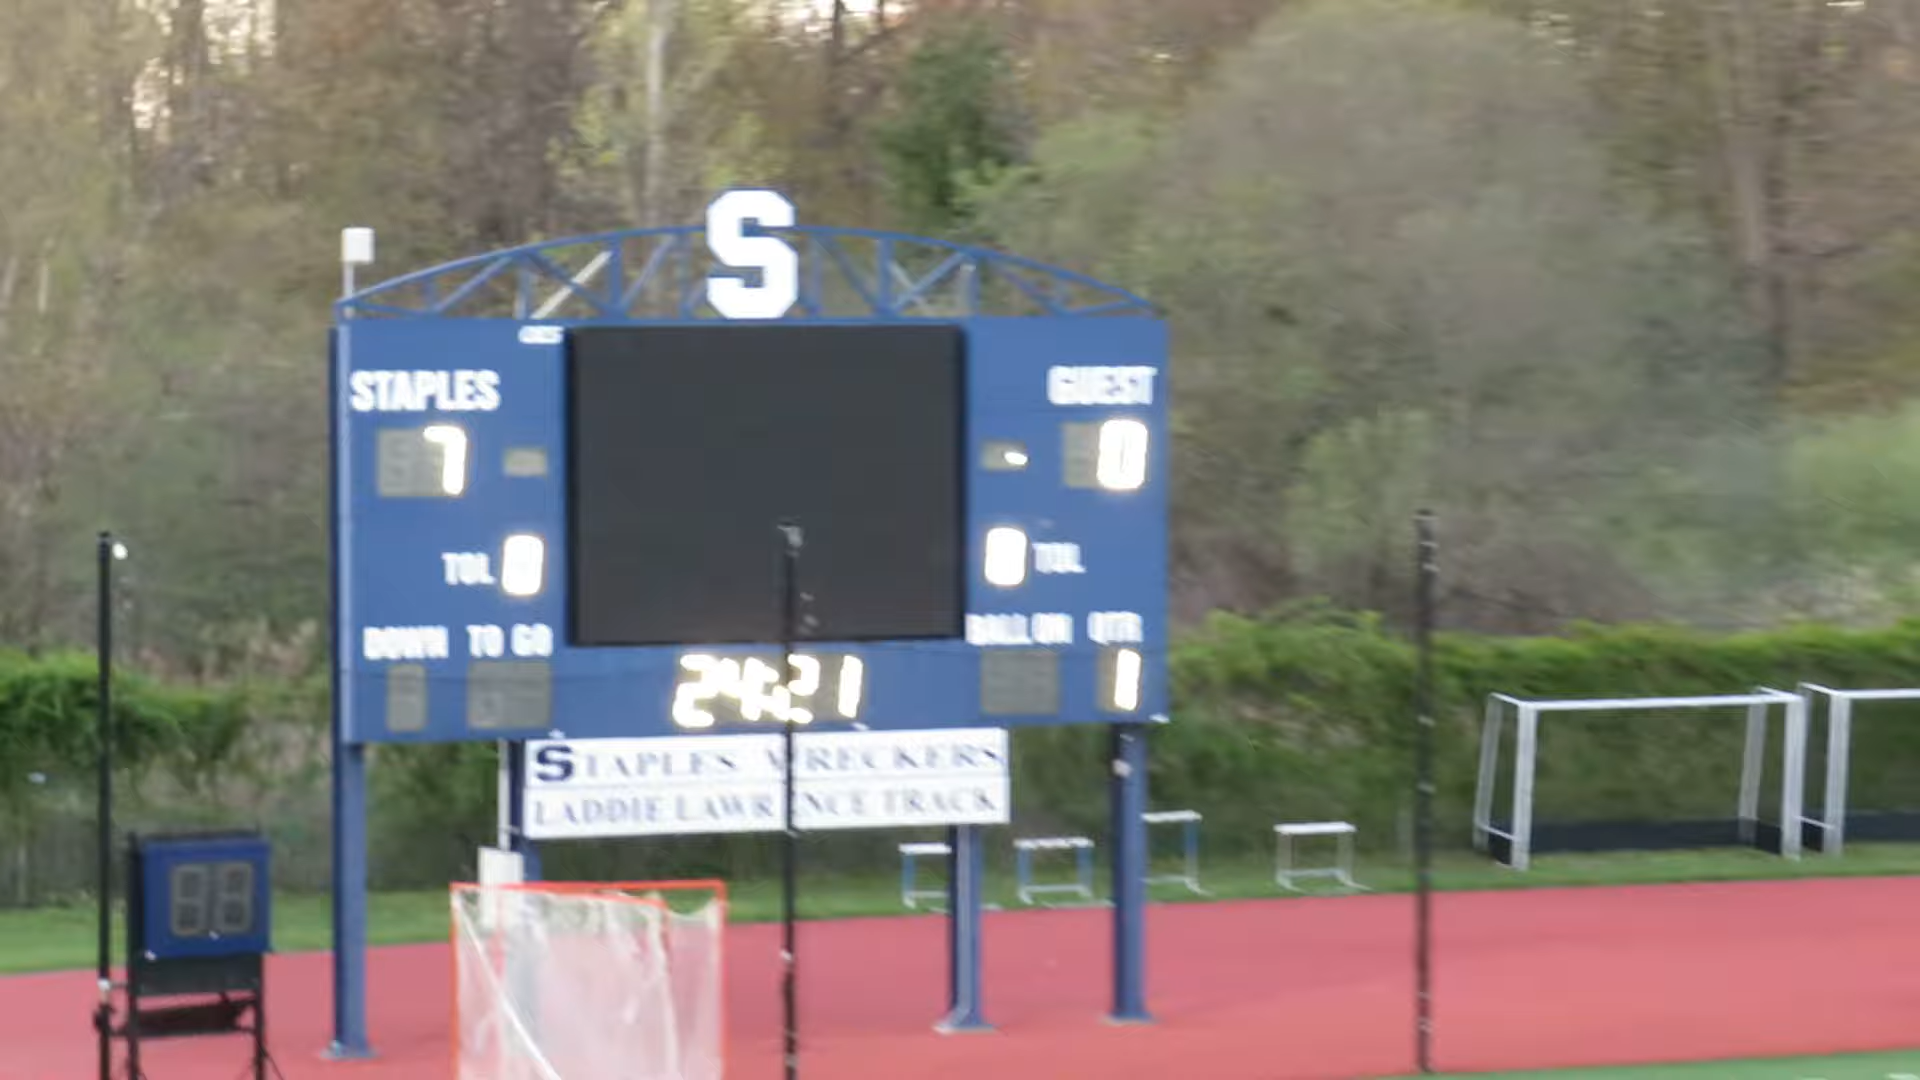 S
STAPLES
GUEST
7
0
TOL 0
0 TOL
DOWN TO GO
BALL ON QTR
24:21
1
STAPLES WRECKERS
LADDIE LAWRENCE TRACK